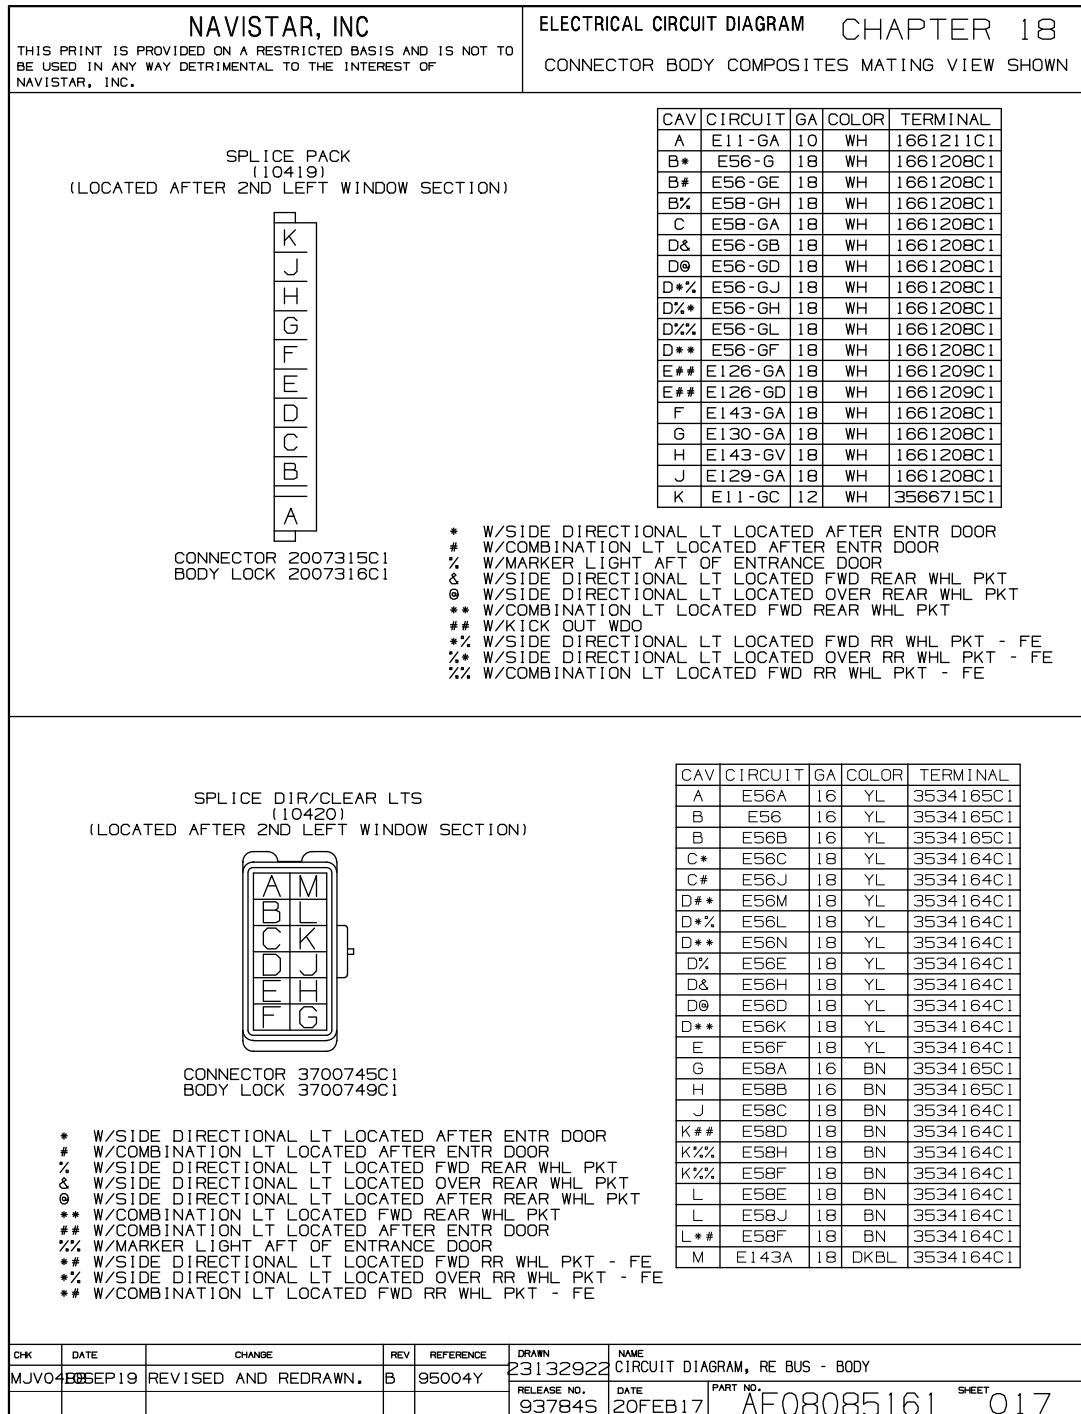 NAVISTAR, INC
THIS PRINT IS PROVIDED ON A RESTRICTED BASIS AND IS NOT TO
BE USED IN ANY WAY DETRIMENTAL TO THE INTEREST OF
NAVISTAR, INC.
ELECTRICAL CIRCUIT DIAGRAM CHAPTER 18
CONNECTOR BODY COMPOSITES MATING VIEW SHOWN
SPLICE PACK
(10419)
(LOCATED AFTER 2ND LEFT WINDOW SECTION)
K
J
H
G
F
E
D
C
B
A
CONNECTOR 2007315C1
BODY LOCK 2007316C1
CAV CIRCUIT GA COLOR TERMINAL
A E11-GA 10 WH 1661211C1
B* E56-G 18 WH 1661208C1
B# E56-GE 18 WH 1661208C1
B% E58-GH 18 WH 1661208C1
C E58-GA 18 WH 1661208C1
D& E56-GB 18 WH 1661208C1
D@ E56-GD 18 WH 1661208C1
D*% E56-GJ 18 WH 1661208C1
D%* E56-GH 18 WH 1661208C1
D%% E56-GL 18 WH 1661208C1
D** E56-GF 18 WH 1661208C1
E## E126-GA 18 WH 1661209C1
E## E126-GD 18 WH 1661209C1
F E143-GA 18 WH 1661208C1
G E130-GA 18 WH 1661208C1
H E143-GV 18 WH 1661208C1
J E129-GA 18 WH 1661208C1
K E11-GC 12 WH 3566715C1
* W/SIDE DIRECTIONAL LT LOCATED AFTER ENTR DOOR
# W/COMBINATION LT LOCATED AFTER ENTR DOOR
% W/MARKER LIGHT AFT OF ENTRANCE DOOR
& W/SIDE DIRECTIONAL LT LOCATED FWD REAR WHL PKT
@ W/SIDE DIRECTIONAL LT LOCATED OVER REAR WHL PKT
** W/COMBINATION LT LOCATED FWD REAR WHL PKT
## W/KICK OUT WDO
*% W/SIDE DIRECTIONAL LT LOCATED FWD RR WHL PKT - FE
%* W/SIDE DIRECTIONAL LT LOCATED OVER RR WHL PKT - FE
%% W/COMBINATION LT LOCATED FWD RR WHL PKT - FE
SPLICE DIR/CLEAR LTS
(10420)
(LOCATED AFTER 2ND LEFT WINDOW SECTION)
A M
B L
C K
D J
E H
F G
CONNECTOR 3700745C1
BODY LOCK 3700749C1
CAV CIRCUIT GA COLOR TERMINAL
A E56A 16 YL 3534165C1
B E56 16 YL 3534165C1
B E56B 16 YL 3534165C1
C* E56C 18 YL 3534164C1
C# E56J 18 YL 3534164C1
D#* E56M 18 YL 3534164C1
D*% E56L 18 YL 3534164C1
D** E56N 18 YL 3534164C1
D% E56E 18 YL 3534164C1
D& E56H 18 YL 3534164C1
D@ E56D 18 YL 3534164C1
D** E56K 18 YL 3534164C1
E E56F 18 YL 3534164C1
G E58A 16 BN 3534165C1
H E58B 16 BN 3534165C1
J E58C 18 BN 3534164C1
K## E58D 18 BN 3534164C1
K%% E58H 18 BN 3534164C1
K%% E58F 18 BN 3534164C1
L E58E 18 BN 3534164C1
L E58J 18 BN 3534164C1
L*# E58F 18 BN 3534164C1
M E143A 18 DKBL 3534164C1
* W/SIDE DIRECTIONAL LT LOCATED AFTER ENTR DOOR
# W/COMBINATION LT LOCATED AFTER ENTR DOOR
% W/SIDE DIRECTIONAL LT LOCATED FWD REAR WHL PKT
& W/SIDE DIRECTIONAL LT LOCATED OVER REAR WHL PKT
@ W/SIDE DIRECTIONAL LT LOCATED AFTER REAR WHL PKT
** W/COMBINATION LT LOCATED FWD REAR WHL PKT
## W/COMBINATION LT LOCATED AFTER ENTR DOOR
%% W/MARKER LIGHT AFT OF ENTRANCE DOOR
*# W/SIDE DIRECTIONAL LT LOCATED FWD RR WHL PKT - FE
*% W/SIDE DIRECTIONAL LT LOCATED OVER RR WHL PKT - FE
*# W/COMBINATION LT LOCATED FWD RR WHL PKT - FE
CHK DATE CHANGE REV REFERENCE
SEP19 REVISED AND REDRAWN. B 95004Y
DRAWN 23132922
NAME CIRCUIT DIAGRAM, RE BUS - BODY
RELEASE NO. 93784S
DATE 20FEB17
PART NO. AF08085161
SHEET 017